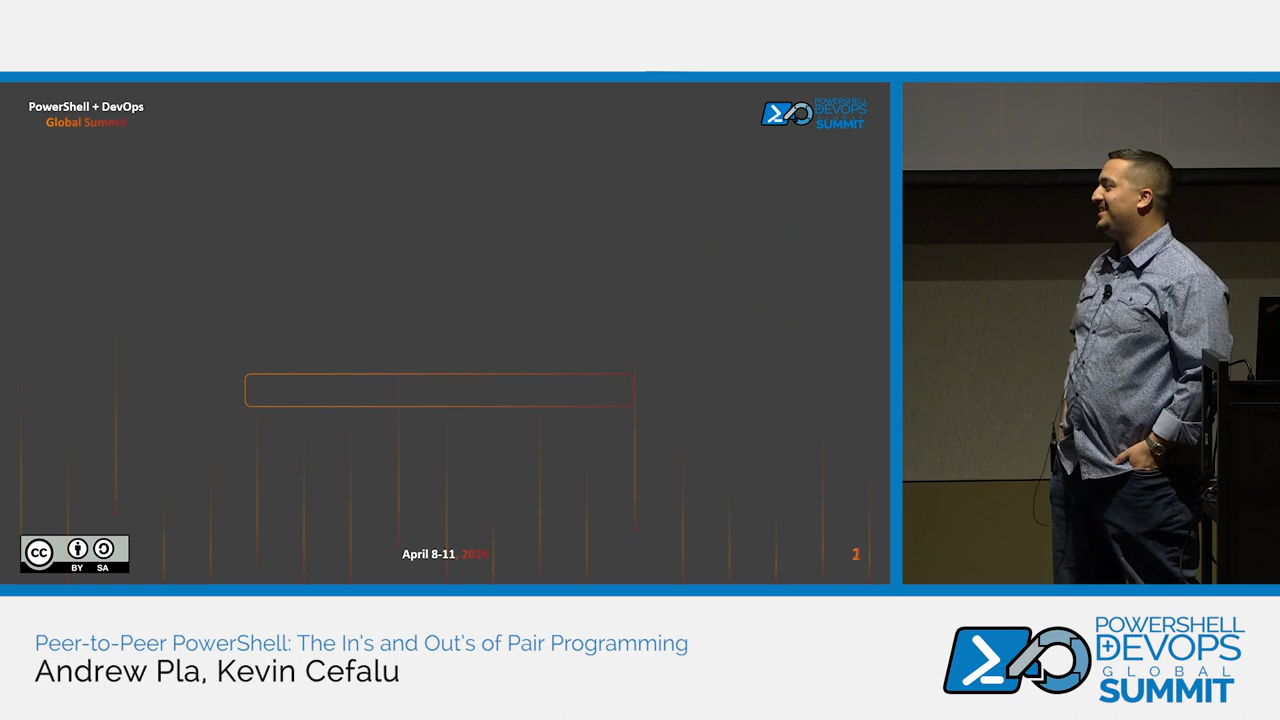 PowerShell + DevOps
Global Summit
POWERSHELL
DEVOPS
SUMMIT
CC
BY SA
April 8-11, 2024
Peer-to-Peer PowerShell: The In's and Out's of Pair Programming
Andrew Pla, Kevin Cefalu
POWERSHELL
DEVOPS
GLOBAL
SUMMIT